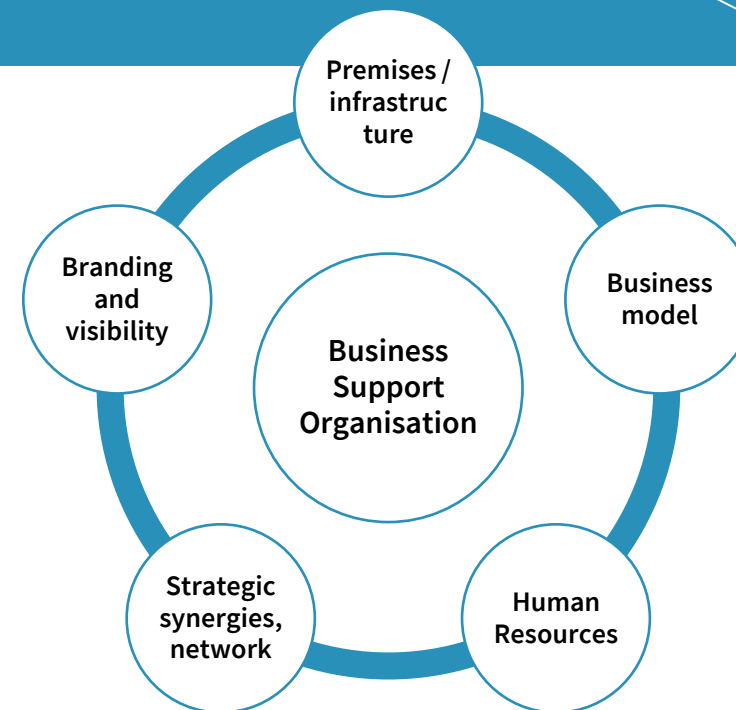 Premises /
infrastruc
ture
Branding
and
visibility
Business
model
Business
Support
Organisation
Strategic
synergies,
network
Human
Resources